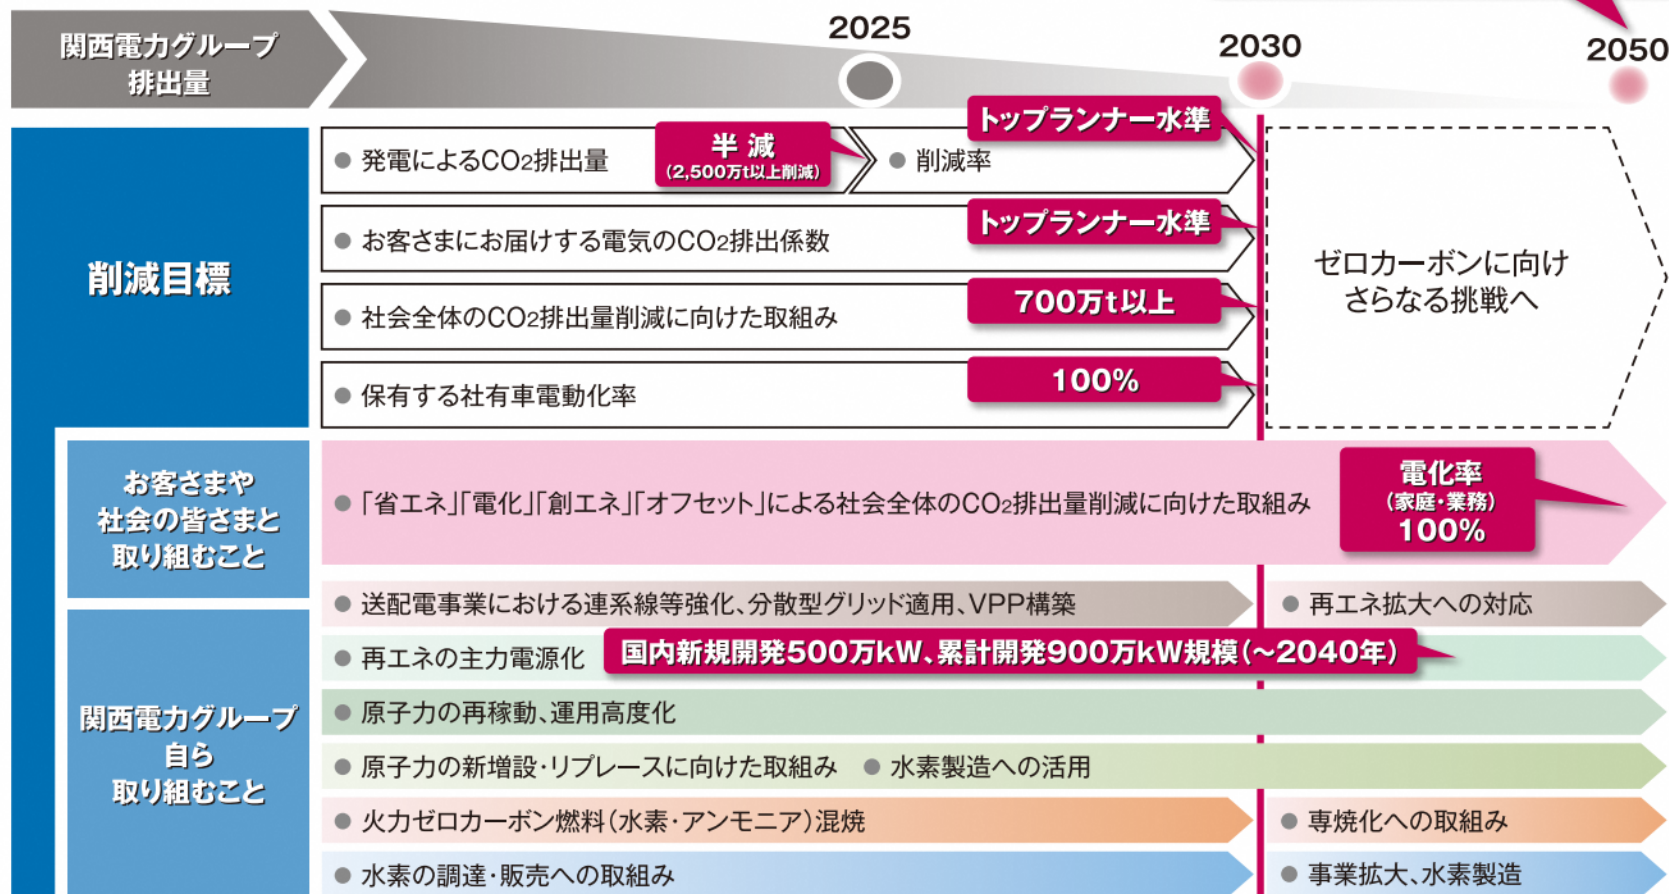 関西電力グループ
排出量
2025
2030
2050
削減目標
● 発電によるCO2排出量
半 減
(2,500万t以上削減)
● 削減率
トップランナー水準
● お客さまにお届けする電気のCO2排出係数
トップランナー水準
● 社会全体のCO2排出量削減に向けた取組み
700万t以上
● 保有する社有車電動化率
100%
ゼロカーボンに向け
さらなる挑戦へ
お客さまや
社会の皆さまと
取り組むこと
● 「省エネ」「電化」「創エネ」「オフセット」による社会全体のCO2排出量削減に向けた取組み
電化率
(家庭・業務)
100%
関西電力グループ
自ら
取り組むこと
● 送配電事業における連系線等強化、分散型グリッド適用、VPP構築
● 再エネ拡大への対応
● 再エネの主力電源化
国内新規開発500万kW、累計開発900万kW規模(～2040年)
● 原子力の再稼動、運用高度化
● 原子力の新増設・リプレースに向けた取組み ● 水素製造への活用
● 火力ゼロカーボン燃料(水素・アンモニア)混焼
● 専焼化への取組み
● 水素の調達・販売への取組み
● 事業拡大、水素製造